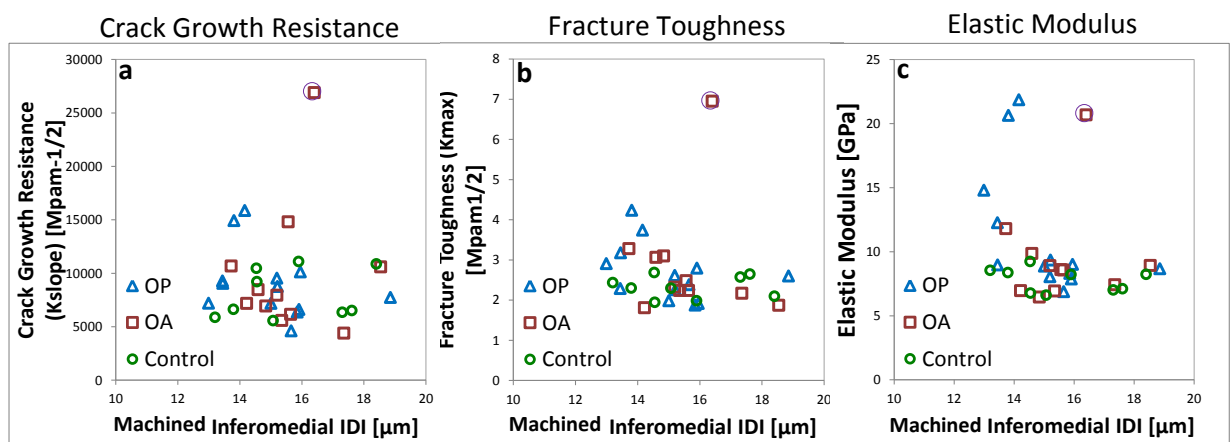 Crack Growth Resistance
Fracture Toughness
Elastic Modulus
a
Crack Growth Resistance
(Kslope) [Mpam-1/2]
30000
25000
20000
15000
10000
5000
0
OP
OA
Control
10 12 14 16 18 20
Machined Inferomedial IDI [µm]
b
Fracture Toughness (Kmax)
[Mpam1/2]
8
7
6
5
4
3
2
1
0
OP
OA
Control
10 12 14 16 18 20
Machined Inferomedial IDI [µm]
c
Elastic Modulus [GPa]
25
20
15
10
5
0
OP
OA
Control
10 12 14 16 18 20
Machined Inferomedial IDI [µm]